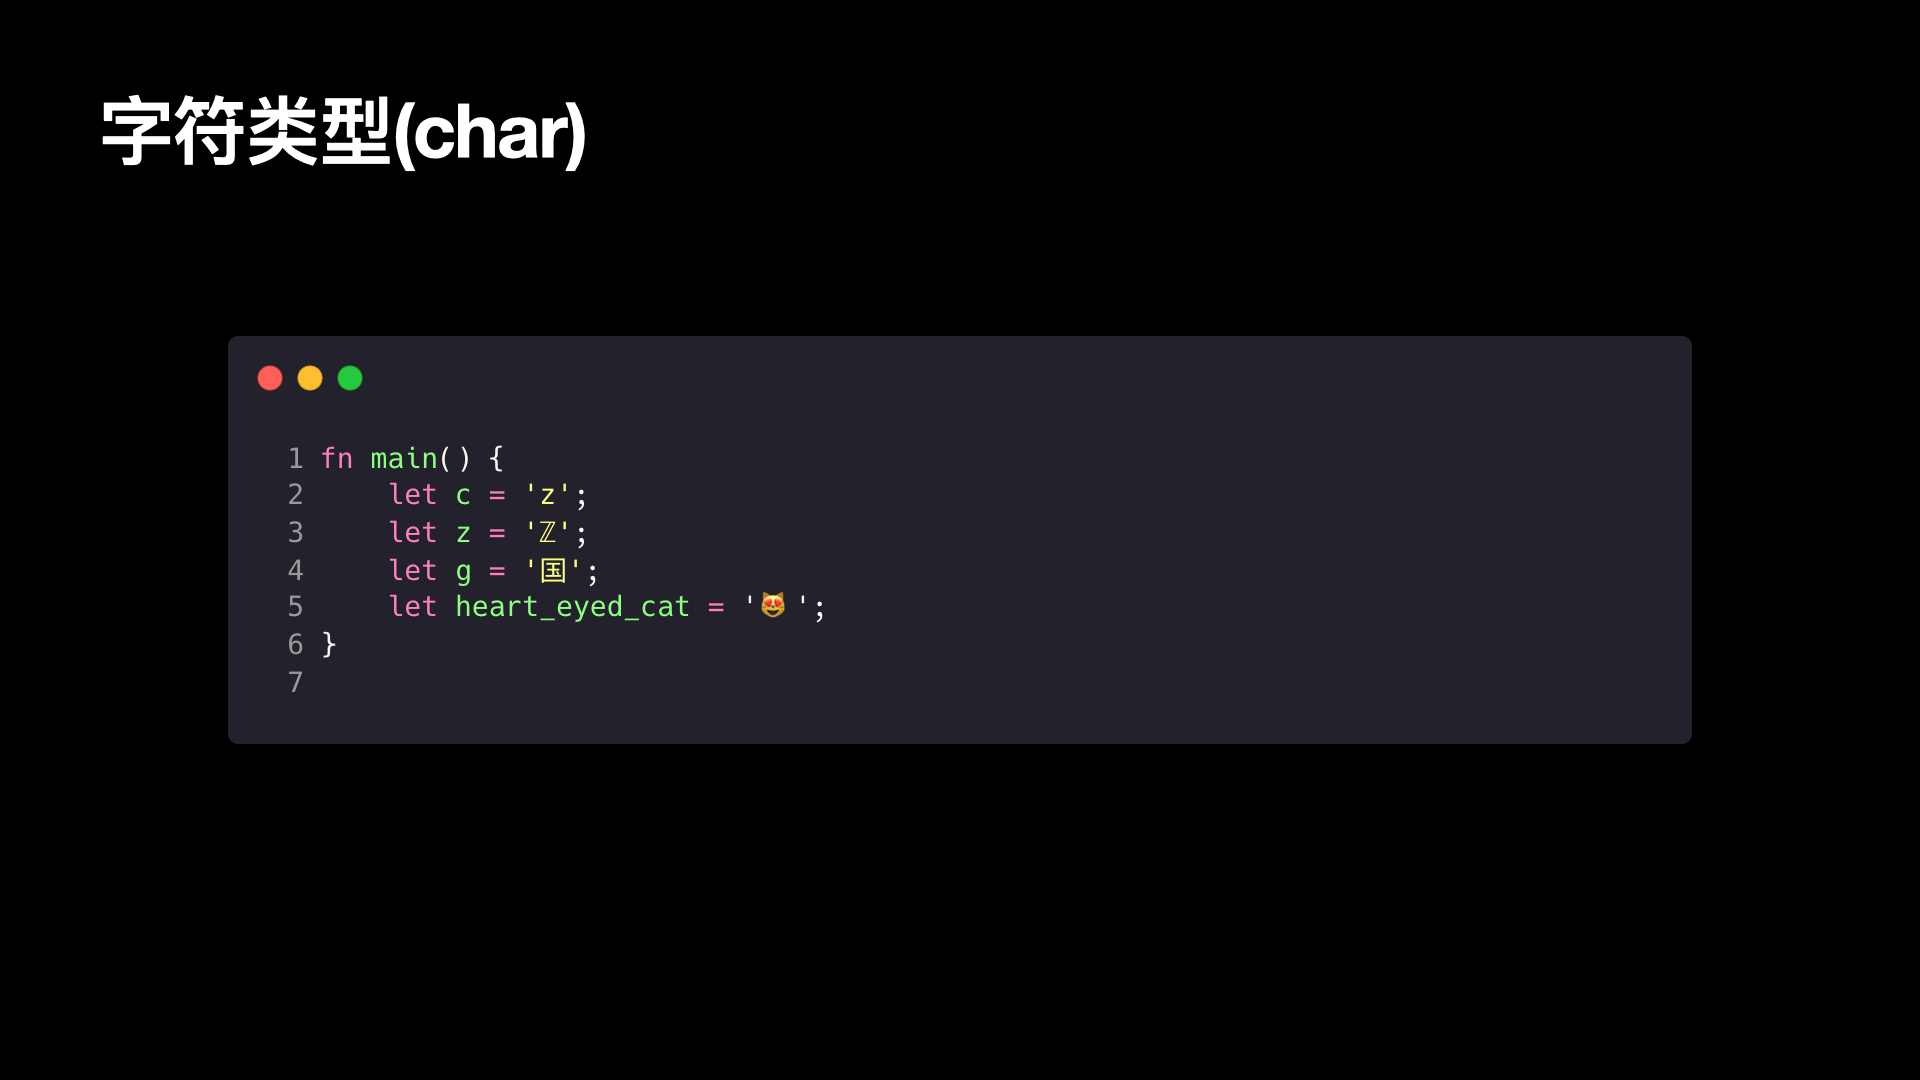 字符类型(char)
1 fn main() {
2     let c = 'z';
3     let z = 'ℤ';
4     let g = '国';
5     let heart_eyed_cat = '😻 ';
6 }
7